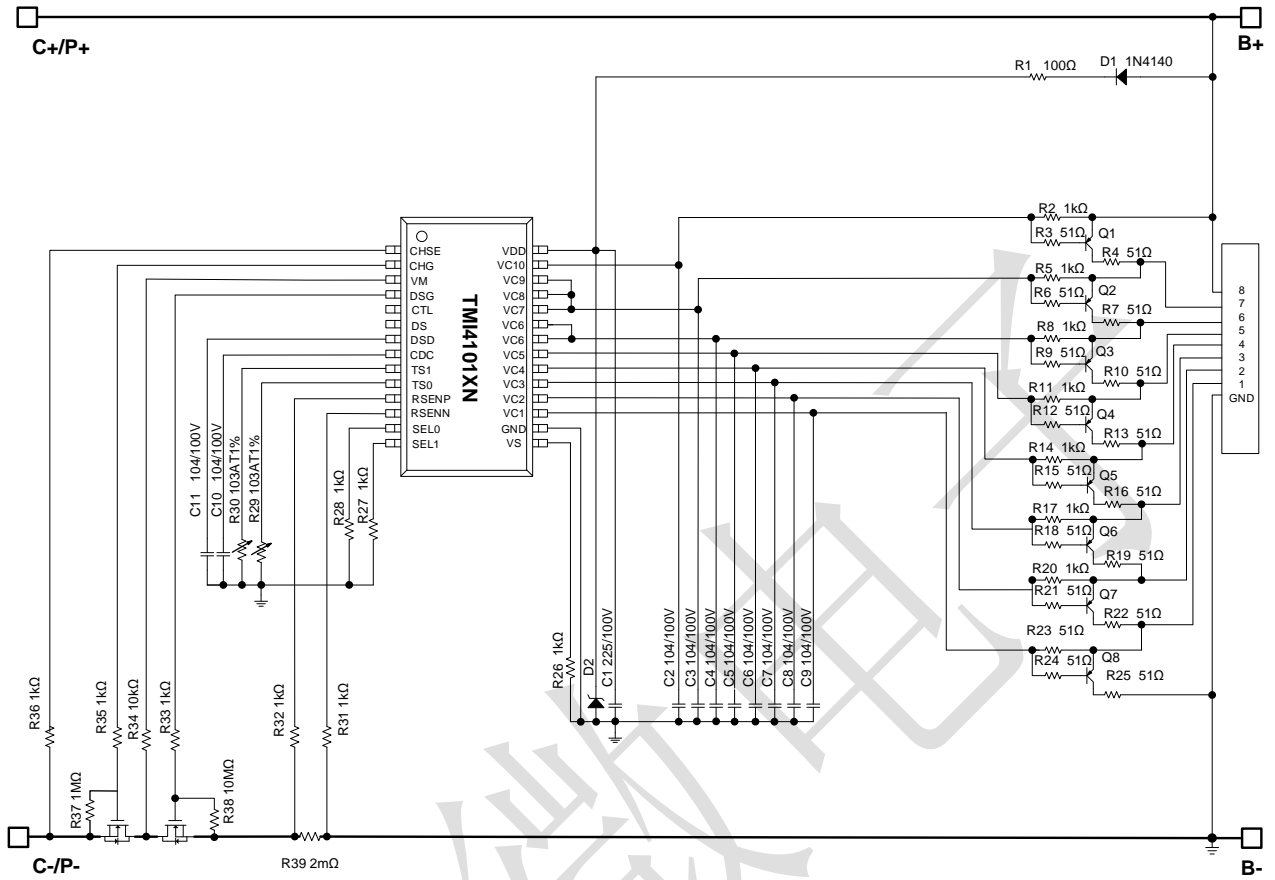 C+/P+
B+
R1 100Ω
D1 1N4140
R2 1kΩ
R3 51Ω
Q1
R4 51Ω
R5 1kΩ
R6 51Ω
Q2
R7 51Ω
R8 1kΩ
R9 51Ω
Q3
R10 51Ω
R11 1kΩ
R12 51Ω
Q4
R13 51Ω
R14 1kΩ
R15 51Ω
Q5
R16 51Ω
R17 1kΩ
R18 51Ω
Q6
R19 51Ω
R20 1kΩ
R21 51Ω
Q7
R22 51Ω
R23 51Ω
R24 51Ω
Q8
R25 51Ω
8
7
6
5
4
3
2
1
GND
TMI4101XN
CHSE
CHG
VM
DSG
CTL
DS
DSD
CDC
TS1
TS0
RSENP
RSENN
SEL0
SEL1
VDD
VC10
VC9
VC8
VC7
VC6
VC6
VC5
VC4
VC3
VC2
VC1
GND
VS
C11 104/100V
C10 104/100V
R30 103AT1%
R29 103AT1%
R28 1kΩ
R27 1kΩ
R26 1kΩ
D2
C1 225/100V
C2 104/100V
C3 104/100V
C4 104/100V
C5 104/100V
C6 104/100V
C7 104/100V
C8 104/100V
C9 104/100V
R36 1kΩ
R35 1kΩ
R34 10kΩ
R33 1kΩ
R32 1kΩ
R31 1kΩ
R37 1MΩ
R38 10MΩ
R39 2mΩ
C-/P-
B-
微电子